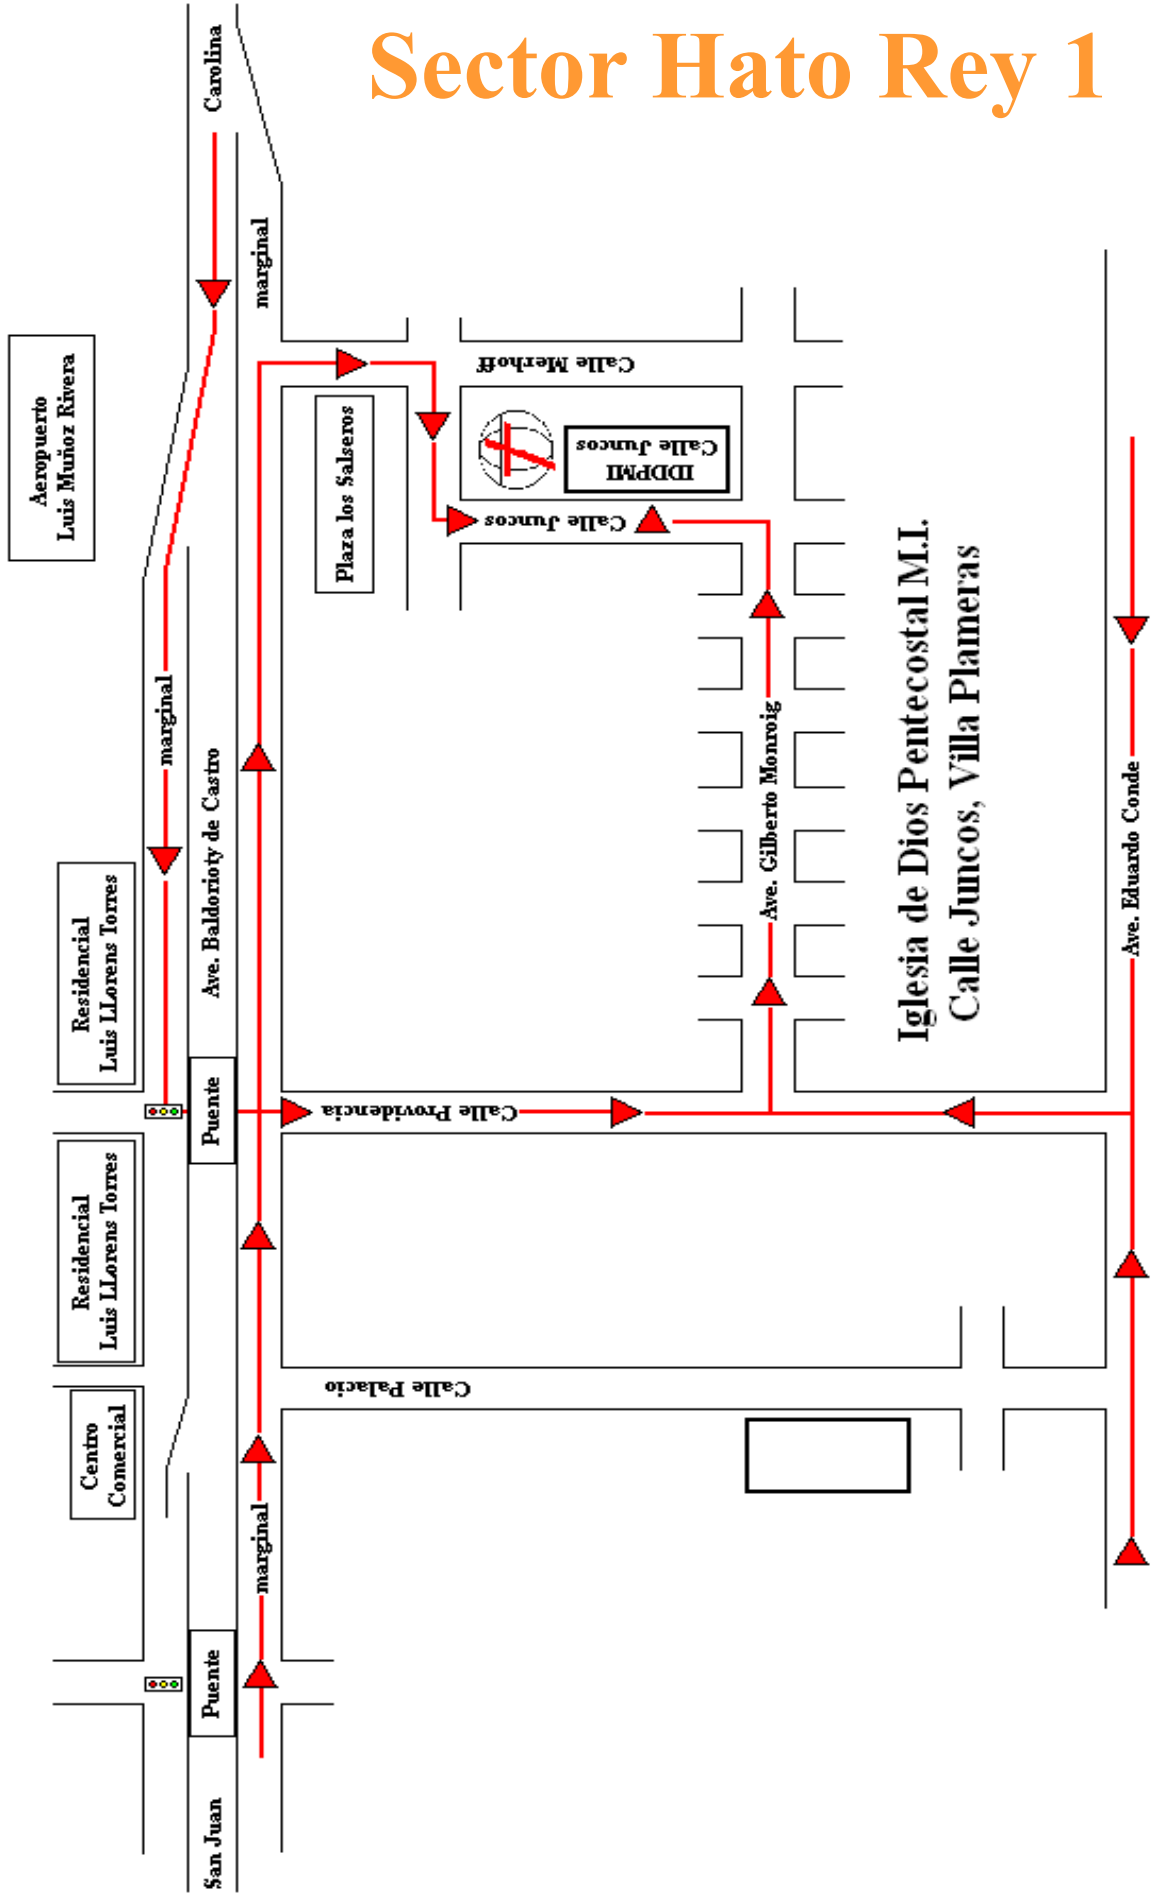 Sector Hato Rey 1
Carolina
marginal
Aeropuerto
Luis Muñoz Rivera
Calle Merhoff
Plaza los Salseros
IDDPMI
Calle Juncos
Calle Juncos
marginal
Ave. Baldorioty de Castro
Ave. Gilberto Monroig
Iglesia de Dios Pentecostal M.I.
Calle Juncos, Villa Plameras
Ave. Eduardo Conde
Residencial
Luis LLorens Torres
Puente
Calle Providencia
Residencial
Luis LLorens Torres
Calle Palacio
Centro
Comercial
marginal
Puente
San Juan